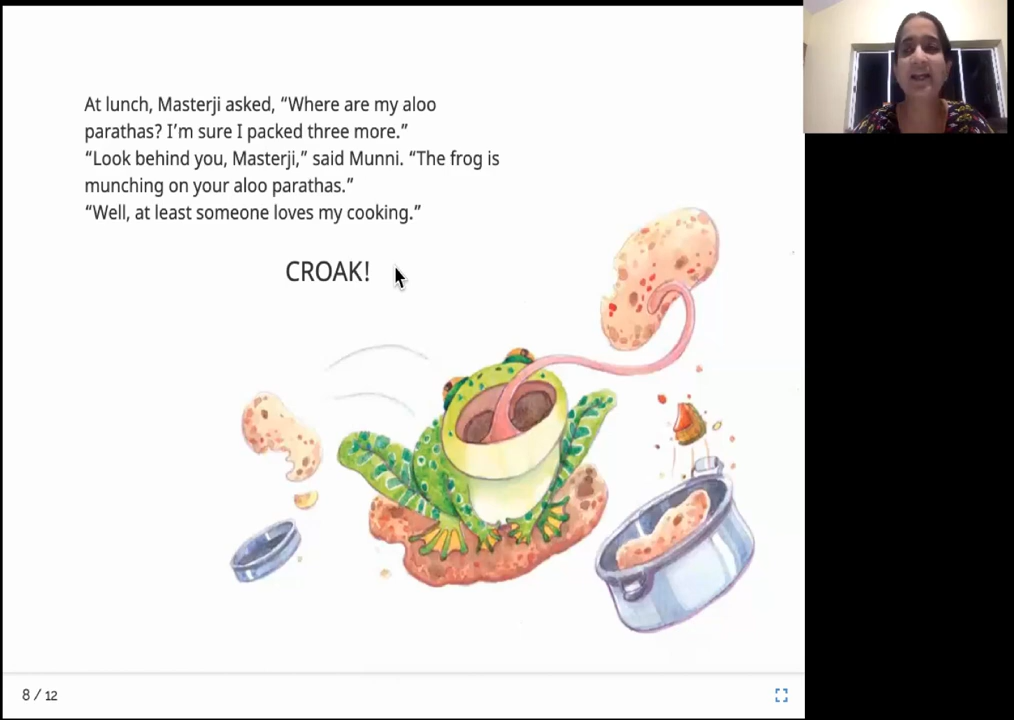 At lunch, Masterji asked, “Where are my aloo
parathas? I’m sure I packed three more.”
“Look behind you, Masterji,” said Munni. “The frog is
munching on your aloo parathas.”
“Well, at least someone loves my cooking.”
CROAK!
8 / 12